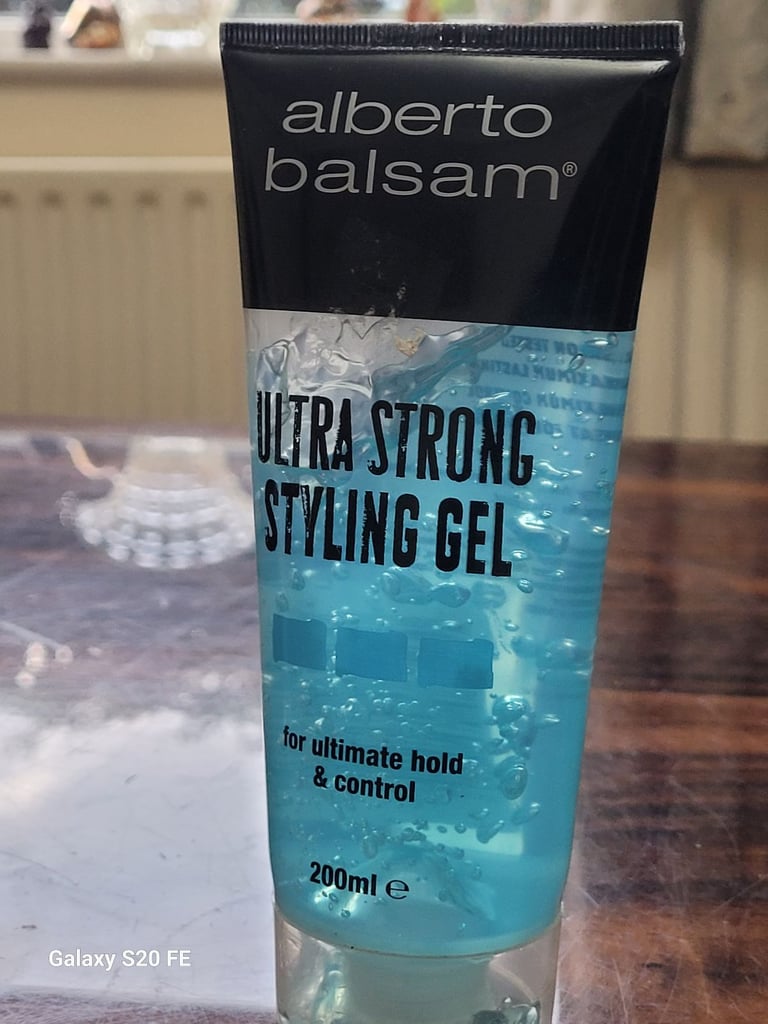 alberto
balsam®
ULTRA STRONG
STYLING GEL
for ultimate hold
& control
200ml ℮
Galaxy S20 FE